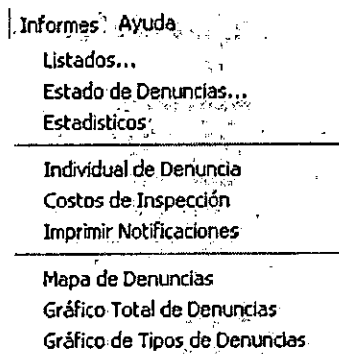 Informes Ayuda
Listados...
Estado de Denuncias...
Estadisticos
Individual de Denuncia
Costos de Inspección
Imprimir Notificaciones
Mapa de Denuncias
Gráfico Total de Denuncias
Gráfico de Tipos de Denuncias